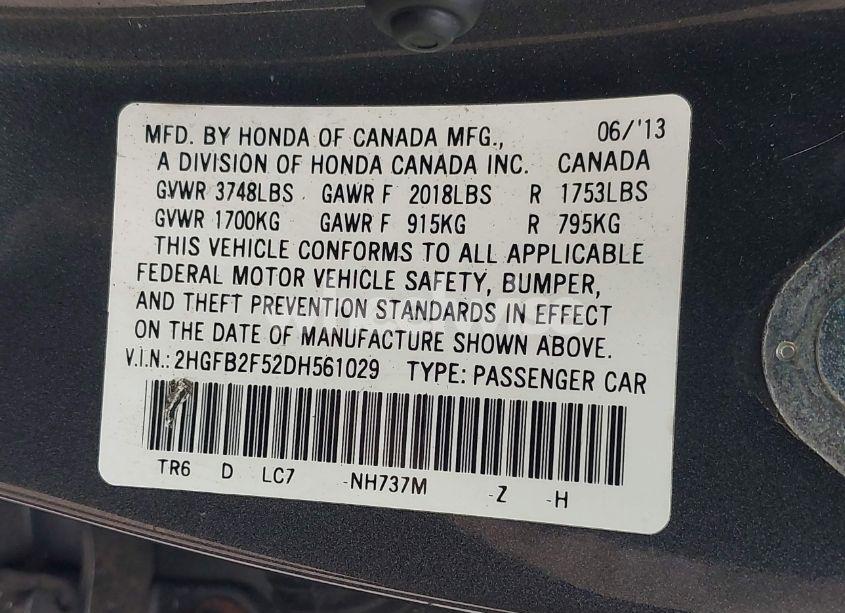 MFD. BY HONDA OF CANADA MFG., 06/'13
A DIVISION OF HONDA CANADA INC. CANADA
GVWR 3748LBS GAWR F 2018LBS R 1753LBS
GVWR 1700KG GAWR F 915KG R 795KG
THIS VEHICLE CONFORMS TO ALL APPLICABLE
FEDERAL MOTOR VEHICLE SAFETY, BUMPER,
AND THEFT PREVENTION STANDARDS IN EFFECT
ON THE DATE OF MANUFACTURE SHOWN ABOVE.
V.I.N.: 2HGFB2F52DH561029 TYPE: PASSENGER CAR
TR6 D LC7 -NH737M -Z -H